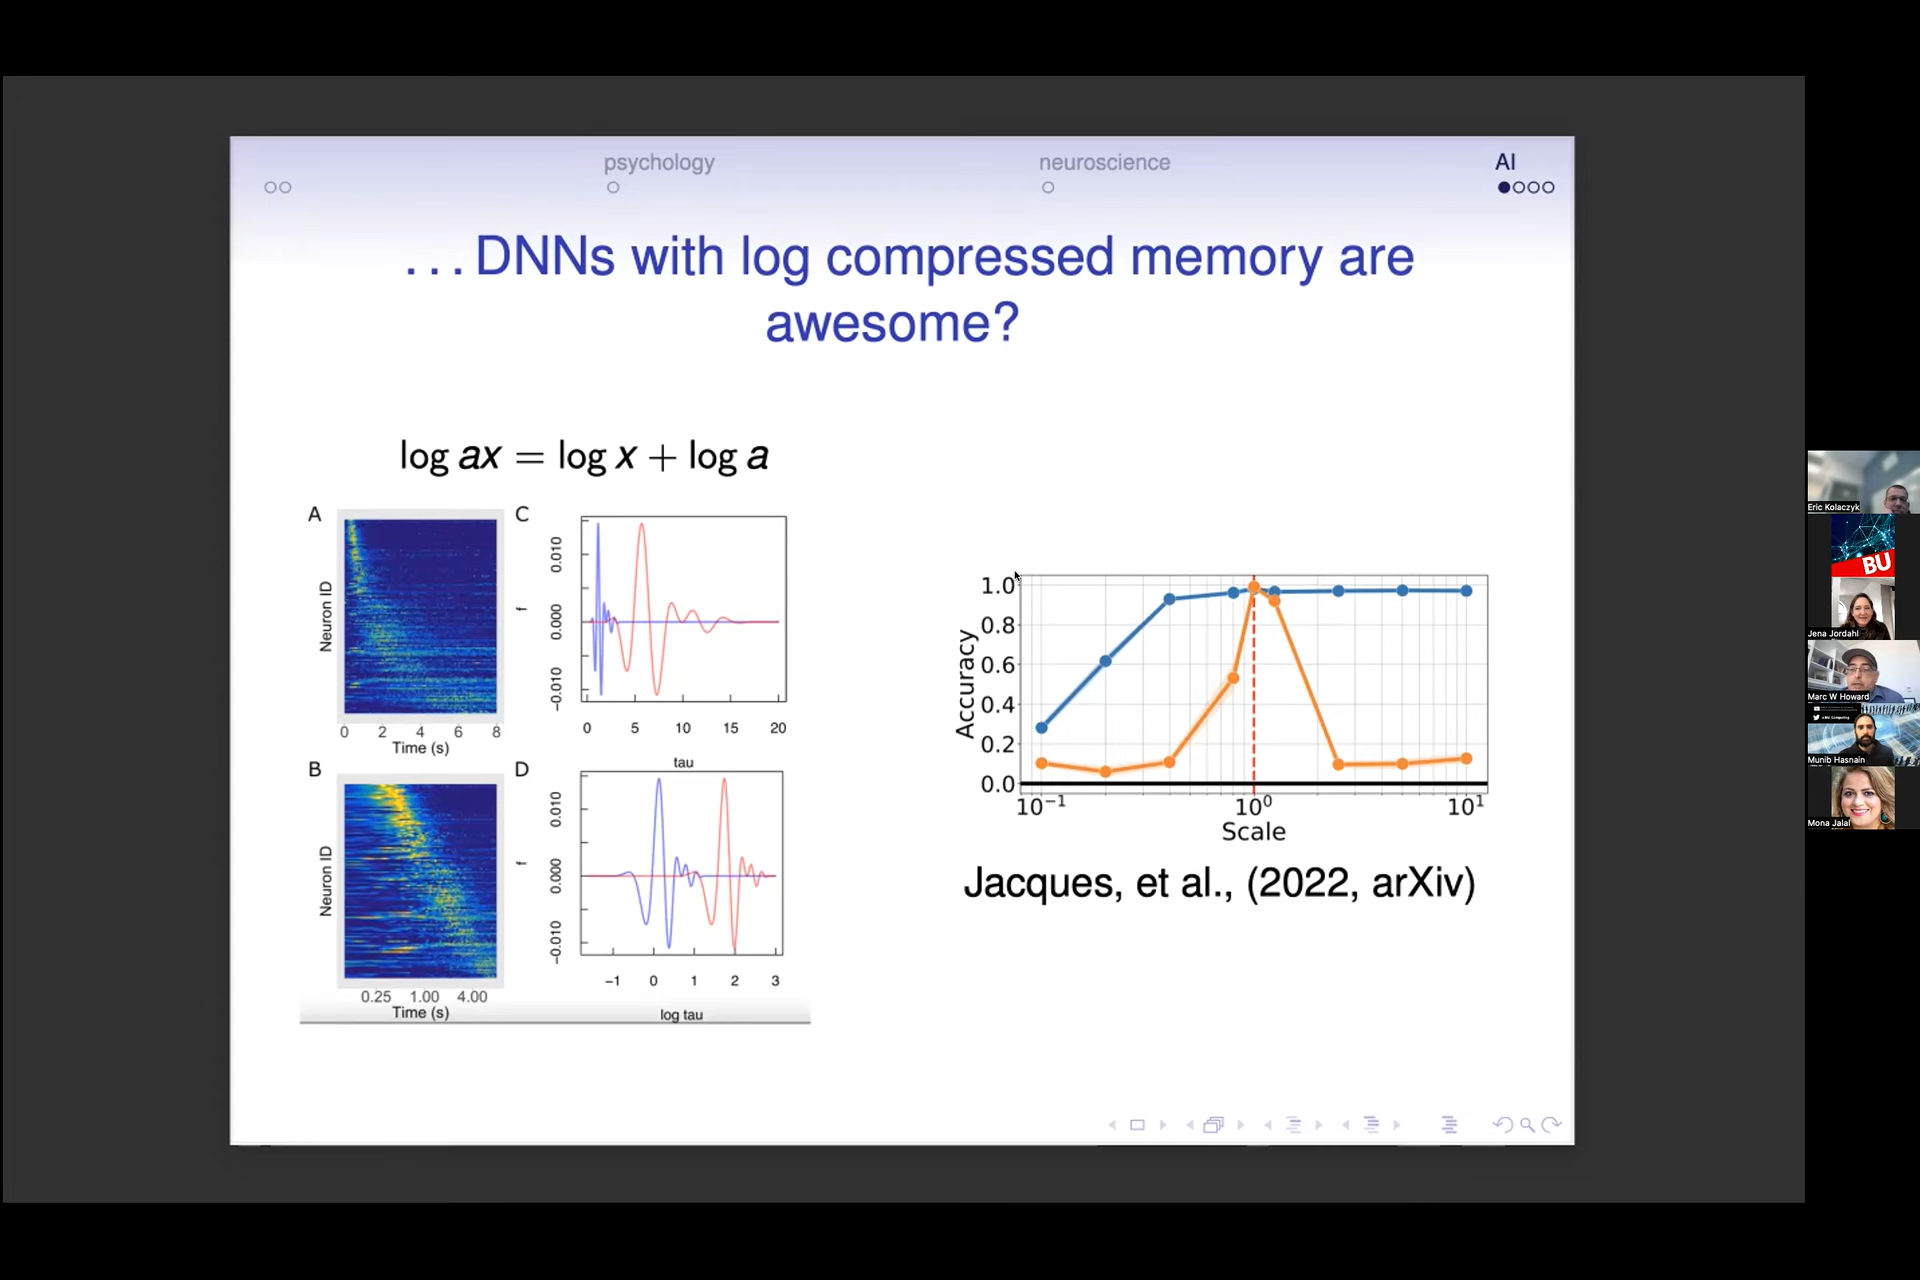 psychology
neuroscience
AI
...DNNs with log compressed memory are
awesome?
log ax = log x + log a
A
Neuron ID
0 2 4 6 8
Time (s)
C
f
0.010
0.000
−0.010
0 5 10 15 20
tau
B
Neuron ID
0.25 1.00 4.00
Time (s)
D
f
0.010
0.000
−0.010
−1 0 1 2 3
log tau
Accuracy
1.0
0.8
0.6
0.4
0.2
0.0
10⁻¹ 10⁰ 10¹
Scale
Jacques, et al., (2022, arXiv)
Eric Kolaczyk
BU
Jena Jordahl
Marc W Howard
Munib Hasnain
Mona Jalal